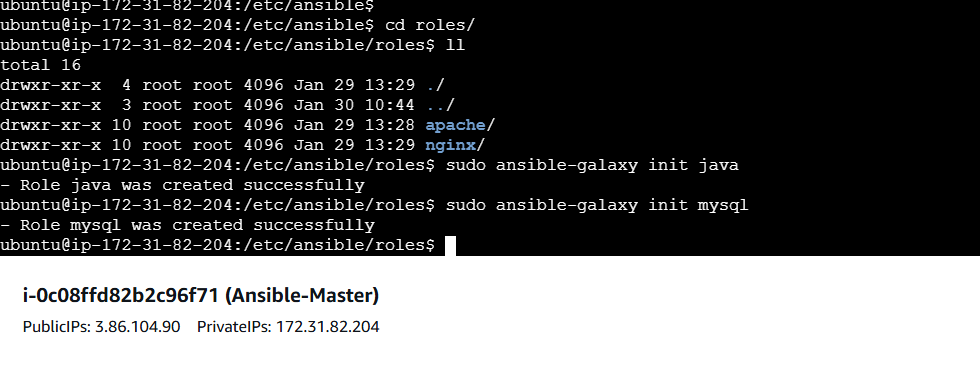 ubuntu@ip-172-31-82-204:/etc/ansible$
ubuntu@ip-172-31-82-204:/etc/ansible$ cd roles/
ubuntu@ip-172-31-82-204:/etc/ansible/roles$ ll
total 16
drwxr-xr-x  4 root root 4096 Jan 29 13:29 ./
drwxr-xr-x  3 root root 4096 Jan 30 10:44 ../
drwxr-xr-x 10 root root 4096 Jan 29 13:28 apache/
drwxr-xr-x 10 root root 4096 Jan 29 13:29 nginx/
ubuntu@ip-172-31-82-204:/etc/ansible/roles$ sudo ansible-galaxy init java
- Role java was created successfully
ubuntu@ip-172-31-82-204:/etc/ansible/roles$ sudo ansible-galaxy init mysql
- Role mysql was created successfully
ubuntu@ip-172-31-82-204:/etc/ansible/roles$
i-0c08ffd82b2c96f71 (Ansible-Master)
PublicIPs: 3.86.104.90 PrivateIPs: 172.31.82.204